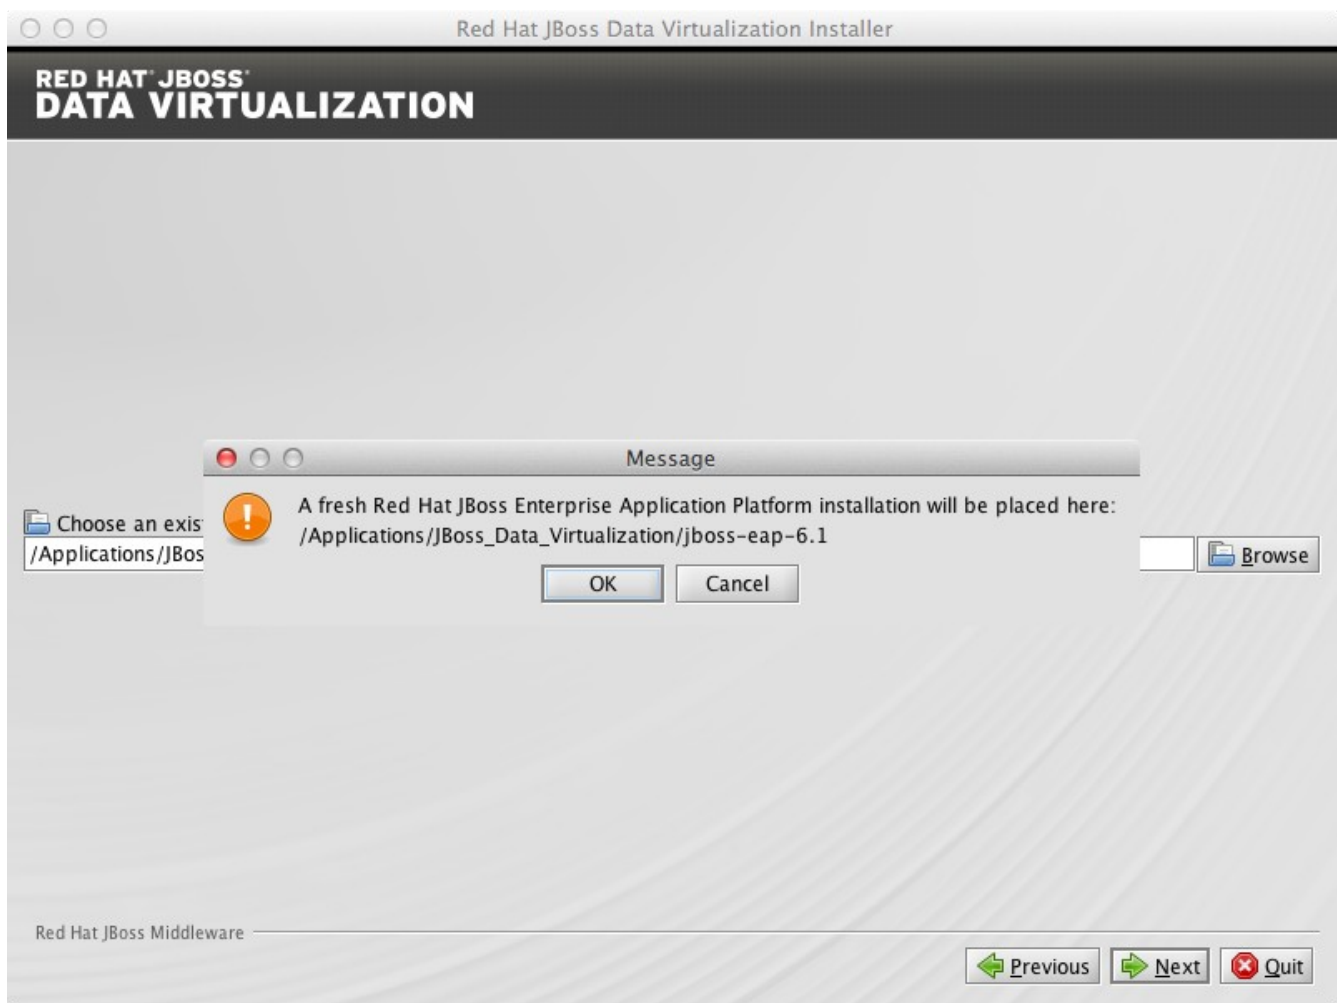 Red Hat JBoss Data Virtualization Installer
RED HAT® JBOSS®
DATA VIRTUALIZATION
Message
A fresh Red Hat JBoss Enterprise Application Platform installation will be placed here:
/Applications/JBoss_Data_Virtualization/jboss-eap-6.1
OK Cancel
Choose an exis
/Applications/JBos
Browse
Red Hat JBoss Middleware
Previous Next Quit